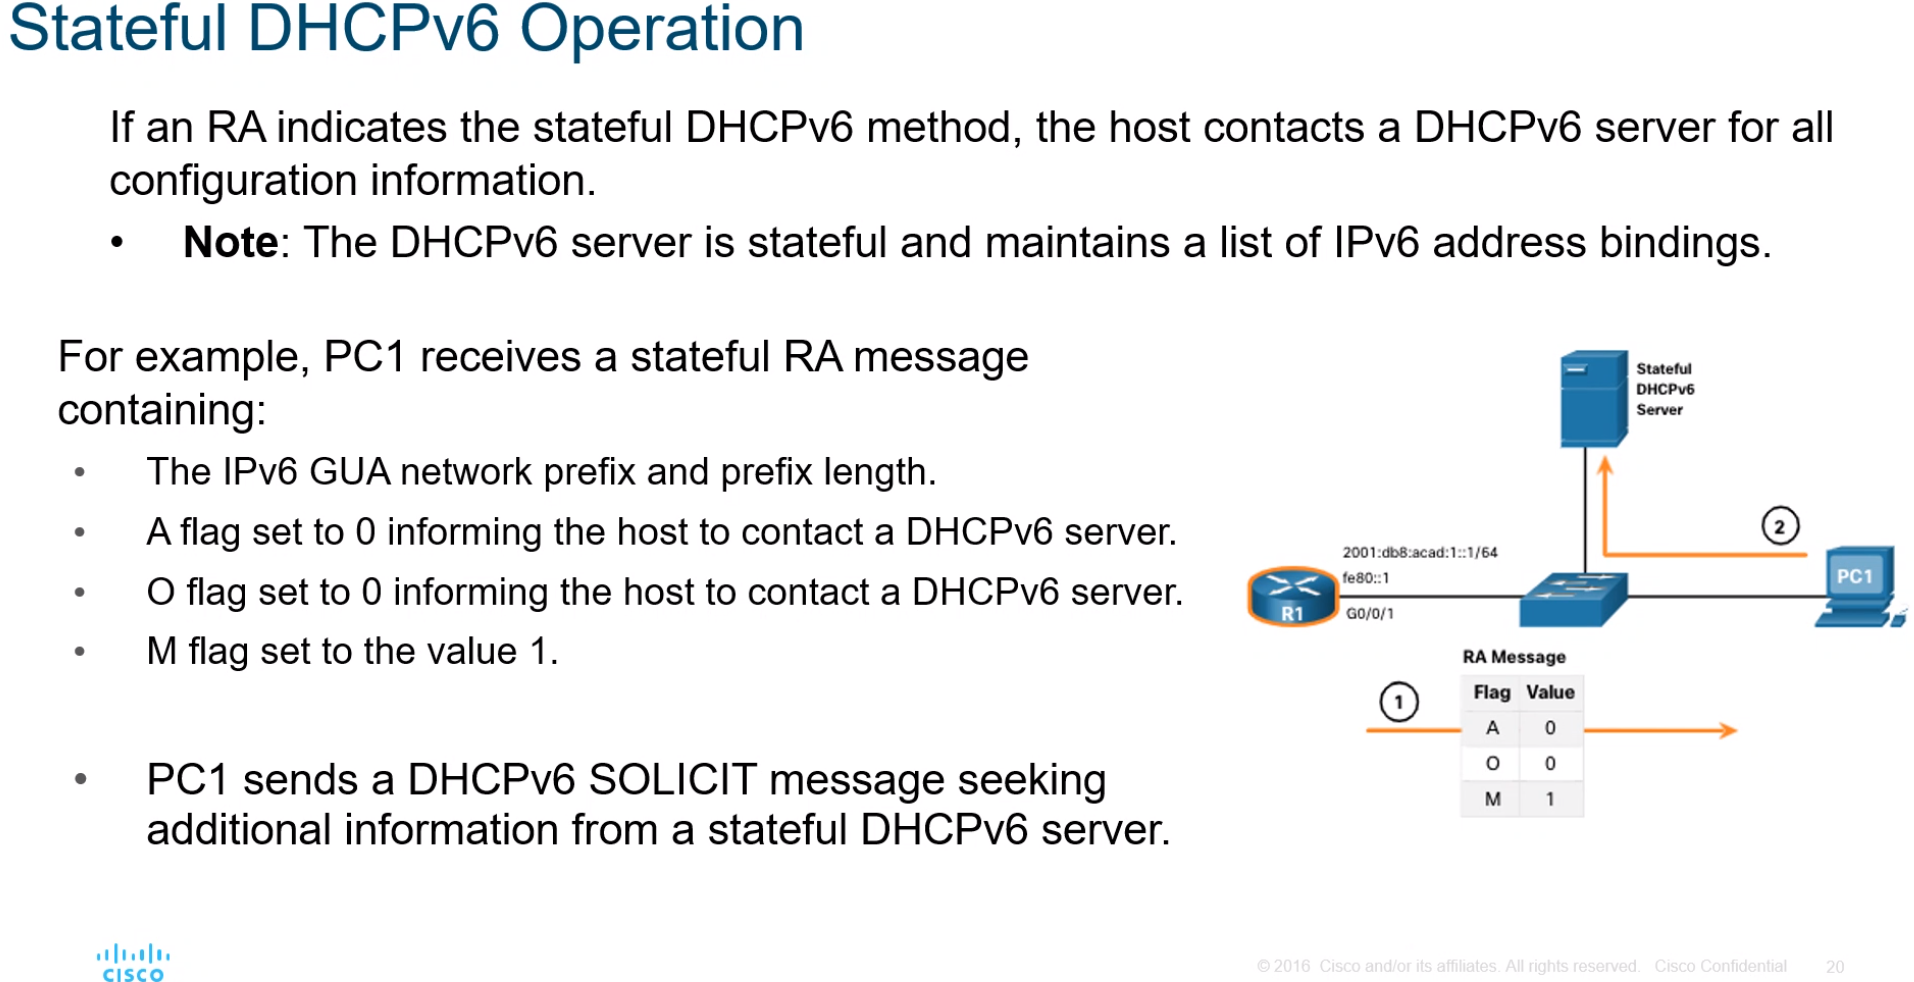 Stateful DHCPv6 Operation
If an RA indicates the stateful DHCPv6 method, the host contacts a DHCPv6 server for all
configuration information.
• Note: The DHCPv6 server is stateful and maintains a list of IPv6 address bindings.
For example, PC1 receives a stateful RA message
containing:
• The IPv6 GUA network prefix and prefix length.
• A flag set to 0 informing the host to contact a DHCPv6 server.
• O flag set to 0 informing the host to contact a DHCPv6 server.
• M flag set to the value 1.
• PC1 sends a DHCPv6 SOLICIT message seeking
additional information from a stateful DHCPv6 server.
Stateful
DHCPv6
Server
2
2001:db8:acad:1::1/64
fe80::1
G0/0/1
R1
PC1
RA Message
1
Flag Value
A 0
O 0
M 1
CISCO
© 2016 Cisco and/or its affiliates. All rights reserved. Cisco Confidential 20